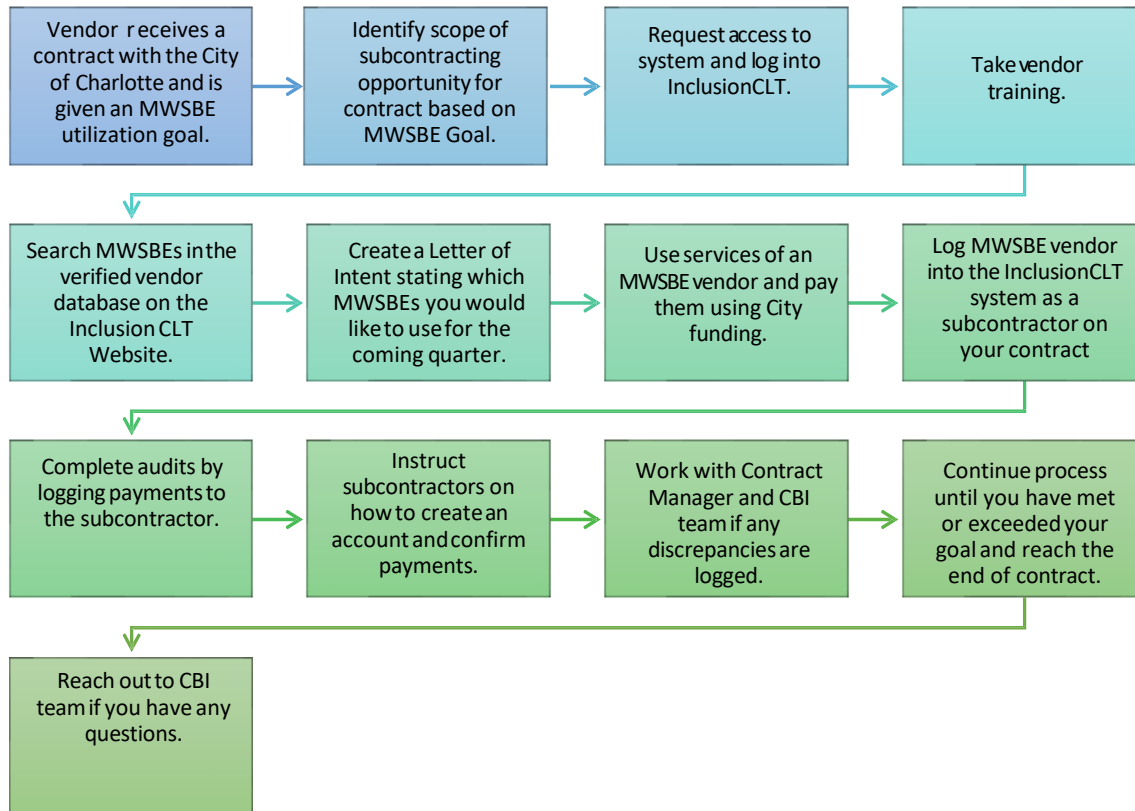 Vendor receives a
contract with the City
of Charlotte and is
given an MWSBE
utilization goal.
Identify scope of
subcontracting
opportunity for
contract based on
MWSBE Goal.
Request access to
system and log into
InclusionCLT.
Take vendor
training.
Search MWSBEs in the
verified vendor
database on the
Inclusion CLT
Website.
Create a Letter of
Intent stating which
MWSBEs you would
like to use for the
coming quarter.
Use services of an
MWSBE vendor and pay
them using City
funding.
Log MWSBE vendor
into the InclusionCLT
system as a
subcontractor on
your contract
Complete audits by
logging payments to
the subcontractor.
Instruct
subcontractors on
how to create an
account and confirm
payments.
Work with Contract
Manager and CBI
team if any
discrepancies are
logged.
Continue process
until you have met
or exceeded your
goal and reach the
end of contract.
Reach out to CBI
team if you have any
questions.